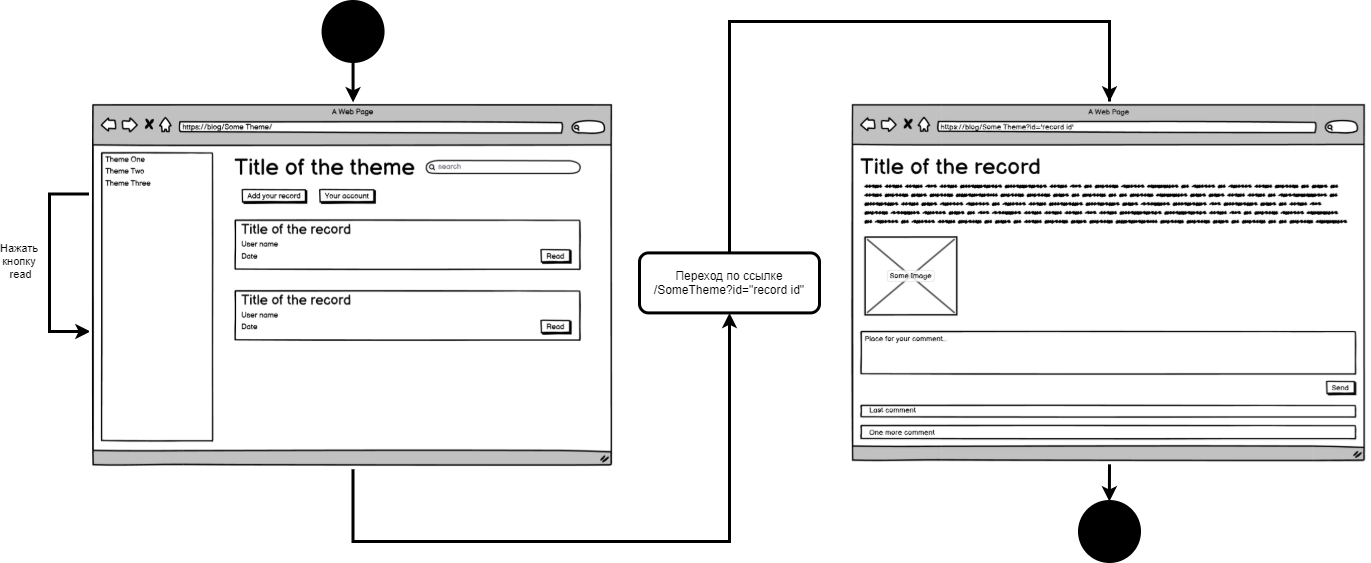 A Web Page
https://blog/Some Theme/
Theme One
Theme Two
Theme Three
Title of the theme
search
Add your record
Your account
Title of the record
User name
Date
Read
Title of the record
User name
Date
Read
Нажать
кнопку
read
Переход по ссылке
/SomeTheme?id="record id"
A Web Page
https://blog/Some Theme?id="record id"
Title of the record
Some Image
Place for your comment..
Send
Last comment
One more comment